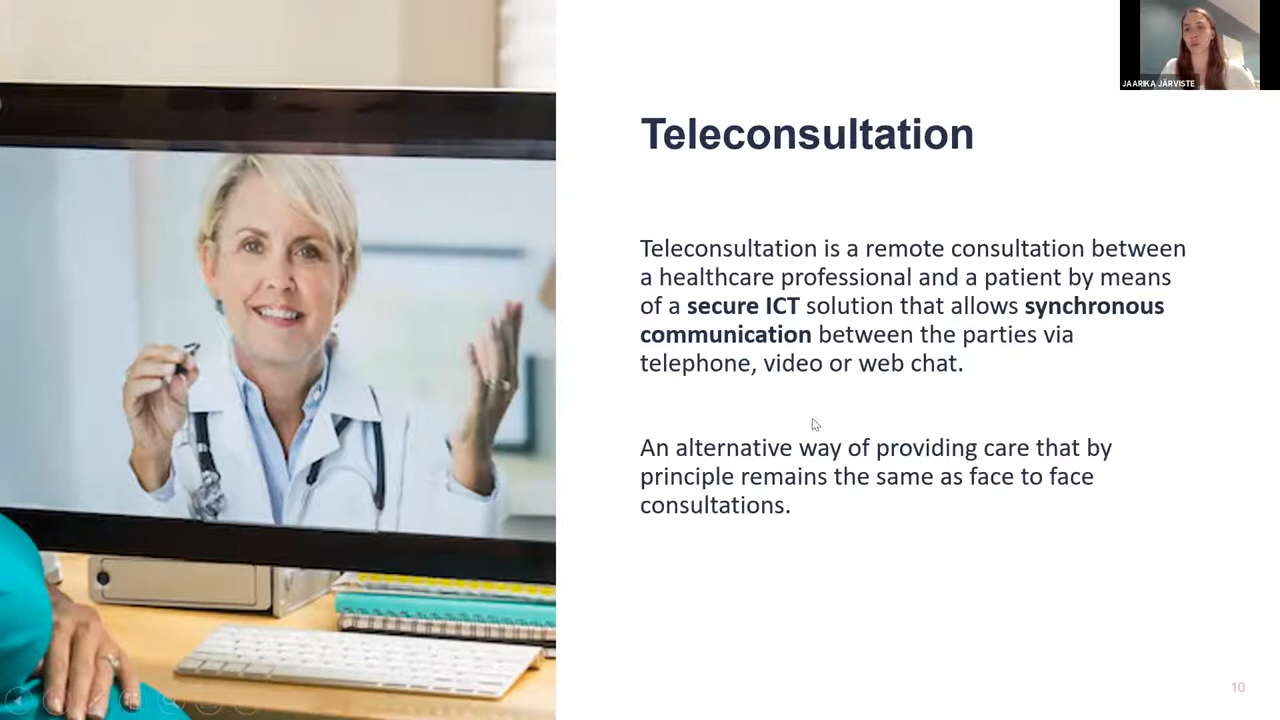 JAARIKA JÄRVISTE
Teleconsultation
Teleconsultation is a remote consultation between
a healthcare professional and a patient by means
of a secure ICT solution that allows synchronous
communication between the parties via
telephone, video or web chat.
An alternative way of providing care that by
principle remains the same as face to face
consultations.
10